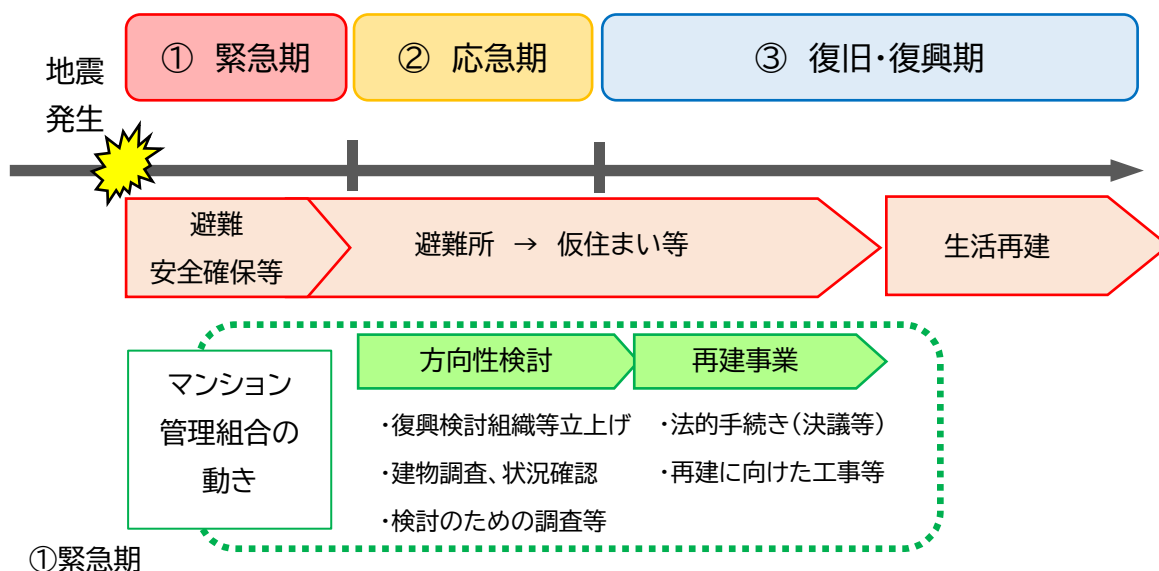 地震
発生
① 緊急期
② 応急期
③ 復旧・復興期
避難
安全確保等
避難所 → 仮住まい等
生活再建
マンション
管理組合の
動き
方向性検討
・復興検討組織等立上げ
・建物調査、状況確認
・検討のための調査等
再建事業
・法的手続き(決議等)
・再建に向けた工事等
①緊急期